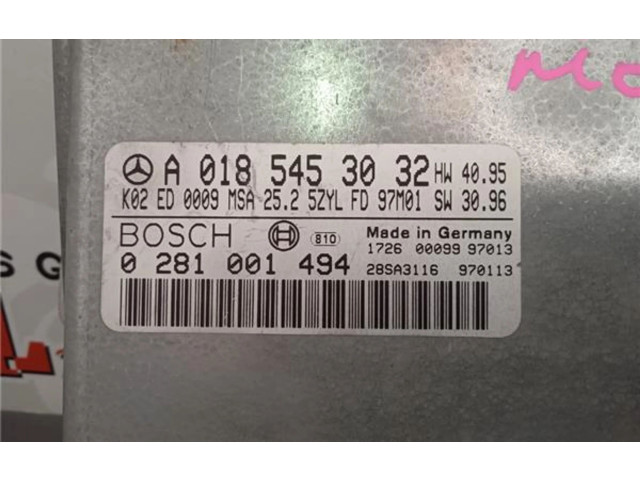 A 018 545 30 32 HW 40.95
K02 ED 0009 MSA 25.2 5ZYL FD 97M01 SW 30.96
BOSCH 810 Made in Germany
1726 00099 97013
0 281 001 494 28SA3116 970113
S G